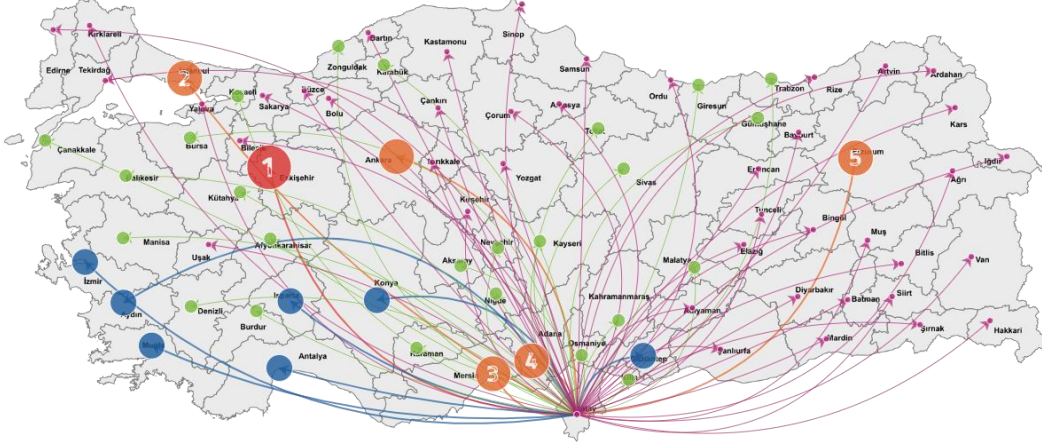 Kırklareli
Edirne
Tekirdağ
2
Yalova
Kocaeli
Sakarya
Düzce
Bolu
Zonguldak
Bartın
Karabük
Kastamonu
Sinop
Çankırı
Samsun
Çorum
Amasya
Tokat
Ordu
Giresun
Trabzon
Gümüşhane
Rize
Bayburt
Artvin
Ardahan
Kars
Iğdır
Ağrı
5
Çanakkale
Bursa
Bilecik
1
Eskişehir
Ankara
Kırıkkale
Yozgat
Sivas
Erzincan
Tunceli
Bingöl
Muş
Bitlis
Van
Balıkesir
Kütahya
Kırşehir
Manisa
Uşak
Afyonkarahisar
Nevşehir
Kayseri
Malatya
Elazığ
İzmir
Aydın
Denizli
Isparta
Burdur
Konya
Aksaray
Niğde
Kahramanmaraş
Adıyaman
Diyarbakır
Batman
Siirt
Şırnak
Hakkari
Muğla
Antalya
Karaman
Mersin
3
4
Adana
Osmaniye
Şanlıurfa
Mardin